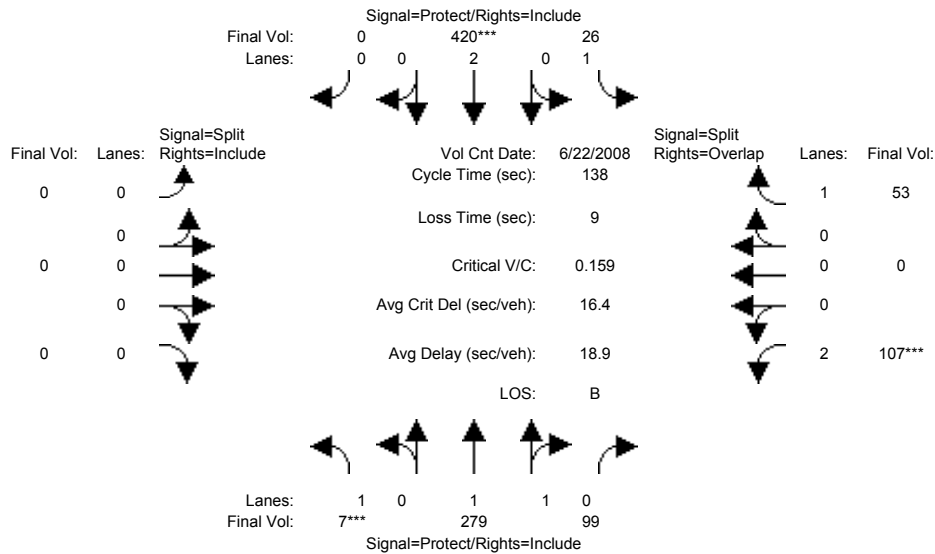 Signal=Protect/Rights=Include
Final Vol: 0 420*** 26
Lanes: 0 0 2 0 1
Signal=Split Signal=Split
Final Vol: Lanes: Rights=Include Vol Cnt Date: 6/22/2008 Rights=Overlap Lanes: Final Vol:
Cycle Time (sec): 138
0 0 1 53
Loss Time (sec): 9
0 0
0 0 Critical V/C: 0.159 0 0
0 Avg Crit Del (sec/veh): 16.4 0
0 0 Avg Delay (sec/veh): 18.9 2 107***
LOS: B
Lanes: 1 0 1 1 0
Final Vol: 7*** 279 99
Signal=Protect/Rights=Include